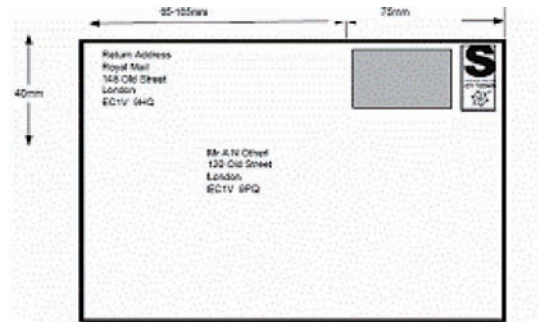 65-165mm
75mm
40mm
Return Address
Royal Mail
148 Old Street
London
EC1V 9HQ
S
Mr A N Other
130 Old Street
London
EC1V 9PQ